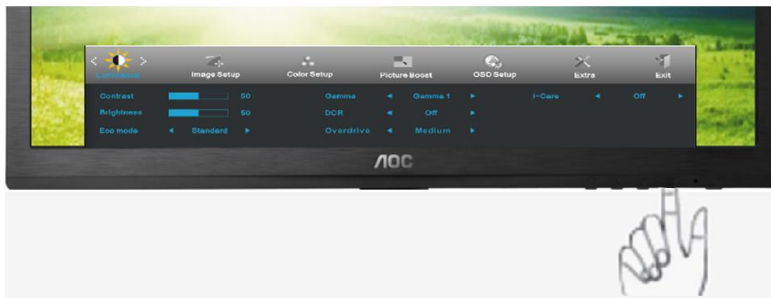 Luminance Image Setup Color Setup Picture Boost OSD Setup Extra Exit
Contrast 50 Gamma Gamma 1 i-Care Off
Brightness 50 DCR Off
Eco mode Standard Overdrive Medium
AOC